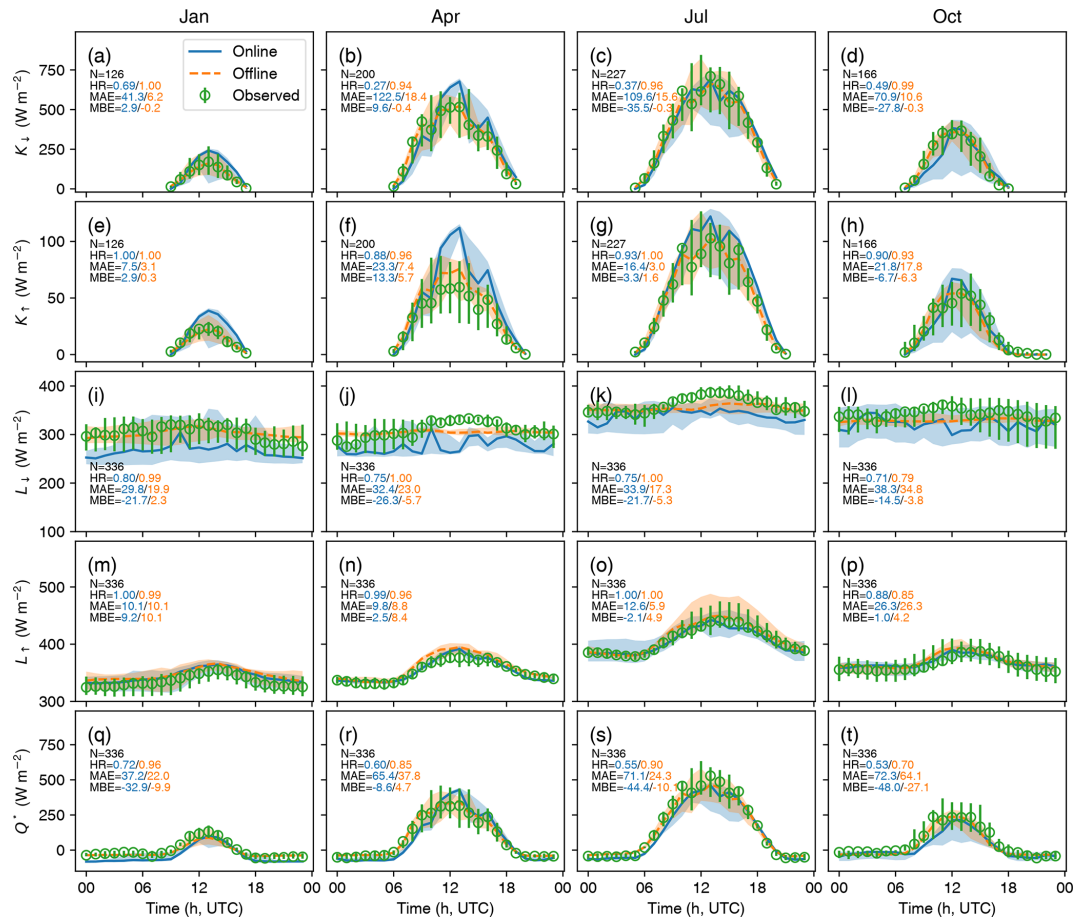 Jan
Apr
Jul
Oct
K↓ (W m−2)
750
500
250
0
(a)
N=126
HR=0.69/1.00
MAE=41.3/6.2
MBE=2.9/-0.2
Online
Offline
Observed
(b)
N=200
HR=0.27/0.94
MAE=122.5/18.4
MBE=9.6/-0.4
(c)
N=227
HR=0.37/0.96
MAE=109.6/15.6
MBE=-35.5/-0.3
(d)
N=166
HR=0.49/0.99
MAE=70.9/10.6
MBE=-27.8/-0.3
K↑ (W m−2)
100
50
0
(e)
N=126
HR=1.00/1.00
MAE=7.5/3.1
MBE=2.9/0.3
(f)
N=200
HR=0.88/0.96
MAE=23.3/7.4
MBE=13.3/5.7
(g)
N=227
HR=0.93/1.00
MAE=16.4/3.0
MBE=3.3/1.6
(h)
N=166
HR=0.90/0.93
MAE=21.8/17.8
MBE=-6.7/-6.3
L↓ (W m−2)
400
300
200
100
(i)
N=336
HR=0.80/0.99
MAE=29.8/19.9
MBE=-21.7/2.3
(j)
N=336
HR=0.75/1.00
MAE=32.4/23.0
MBE=-26.3/-5.7
(k)
N=336
HR=0.75/1.00
MAE=33.9/17.3
MBE=-21.7/-5.3
(l)
N=336
HR=0.71/0.79
MAE=38.3/34.8
MBE=-14.5/-3.8
L↑ (W m−2)
500
400
300
(m)
N=336
HR=1.00/0.99
MAE=10.1/10.1
MBE=9.2/10.1
(n)
N=336
HR=0.99/0.96
MAE=9.8/8.8
MBE=2.5/8.4
(o)
N=336
HR=1.00/1.00
MAE=12.6/5.9
MBE=-2.1/4.9
(p)
N=336
HR=0.88/0.85
MAE=26.3/26.3
MBE=1.0/4.2
Q* (W m−2)
750
500
250
0
(q)
N=336
HR=0.72/0.96
MAE=37.2/22.0
MBE=-32.9/-9.9
(r)
N=336
HR=0.60/0.85
MAE=65.4/37.8
MBE=-8.6/4.7
(s)
N=336
HR=0.55/0.90
MAE=71.1/24.3
MBE=-44.4/-10.1
(t)
N=336
HR=0.53/0.70
MAE=72.3/64.1
MBE=-48.0/-27.1
00 06 12 18 00
00 06 12 18 00
00 06 12 18 00
00 06 12 18 00
Time (h, UTC)
Time (h, UTC)
Time (h, UTC)
Time (h, UTC)